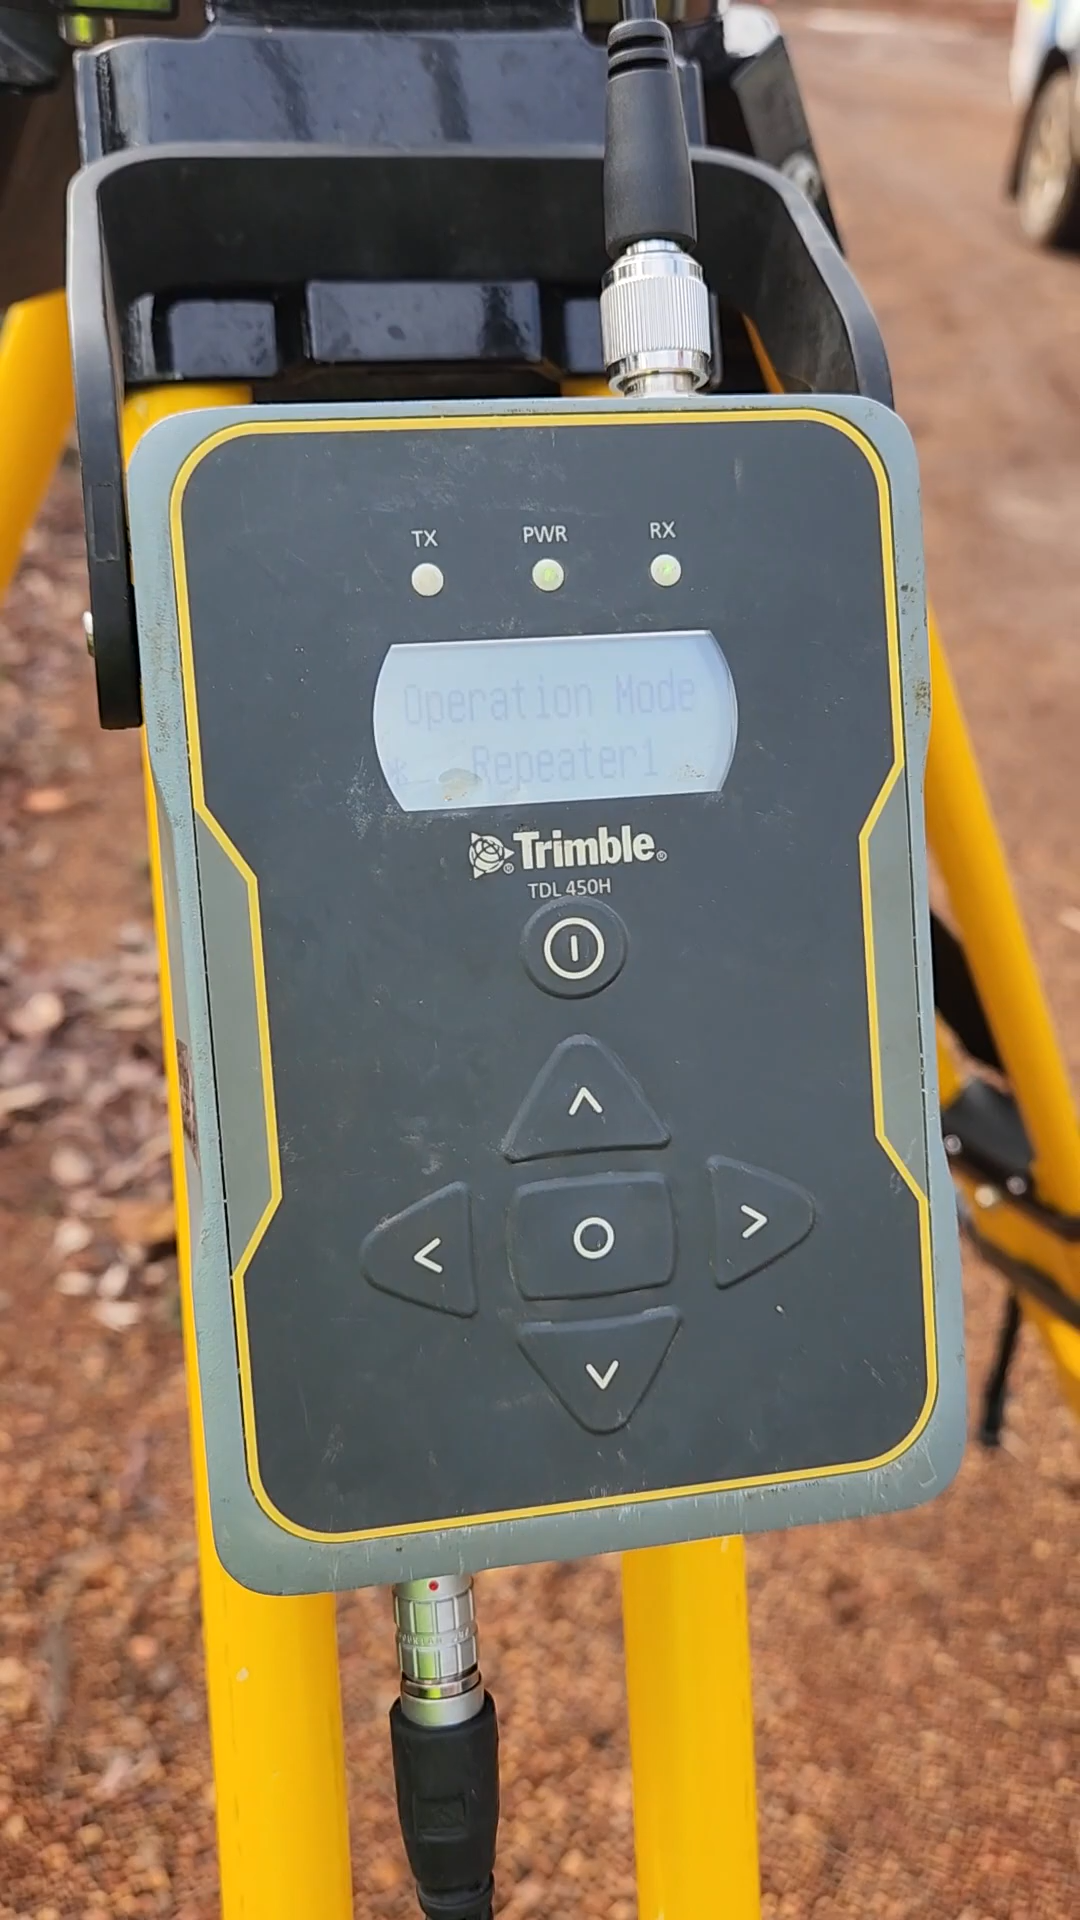 TX PWR RX
Operation Mode
* Repeater1
Trimble®
TDL 450H